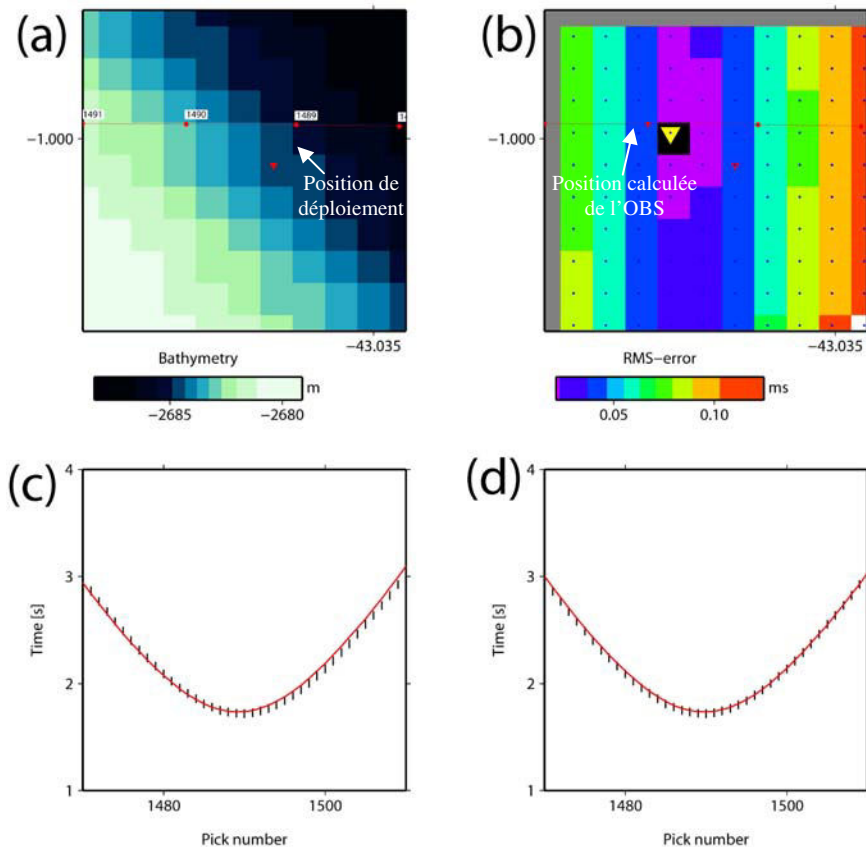 (a)
1491
1490
1489
14
−1.000
Position de
déploiement
−43.035
Bathymetry
m
−2685
−2680
(b)
−1.000
Position calculée
de l’OBS
−43.035
RMS−error
ms
0.05
0.10
(c)
4
3
2
1
Time [s]
1480
1500
Pick number
(d)
4
3
2
1
Time [s]
1480
1500
Pick number